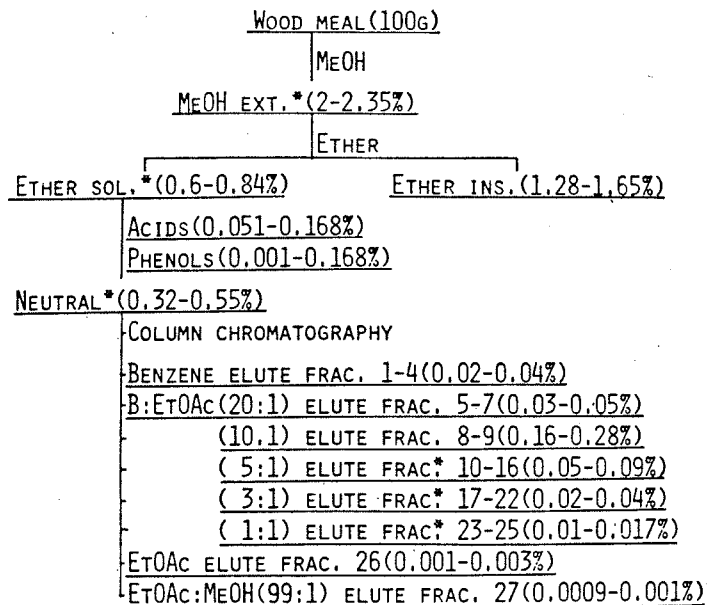 WOOD MEAL(100G)
MEOH
MEOH EXT.*(2-2.35%)
ETHER
ETHER SOL.*(0.6-0.84%) ETHER INS.(1.28-1.65%)
ACIDS(0.051-0.168%)
PHENOLS(0.001-0.168%)
NEUTRAL*(0.32-0.55%)
COLUMN CHROMATOGRAPHY
BENZENE ELUTE FRAC. 1-4(0.02-0.04%)
B:ETOAC(20:1) ELUTE FRAC. 5-7(0.03-0.05%)
(10.1) ELUTE FRAC. 8-9(0.16-0.28%)
( 5:1) ELUTE FRAC.* 10-16(0.05-0.09%)
( 3:1) ELUTE FRAC.* 17-22(0.02-0.04%)
( 1:1) ELUTE FRAC.* 23-25(0.01-0.017%)
ETOAC ELUTE FRAC. 26(0.001-0.003%)
ETOAC:MEOH(99:1) ELUTE FRAC. 27(0.0009-0.001%)